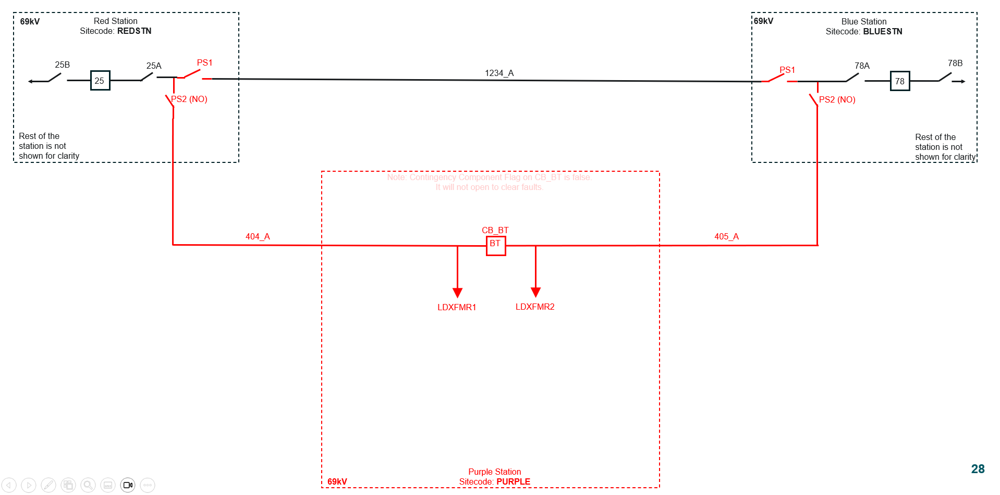 69kV
Red Station
Sitecode: REDSTN
25B
25
25A
PS1
PS2 (NO)
Rest of the
station is not
shown for clarity
1234_A
69kV
Blue Station
Sitecode: BLUESTN
PS1
78A
78
78B
PS2 (NO)
Rest of the
station is not
shown for clarity
Note: Contingency Component Flag on CB_BT is false.
It will not open to clear faults.
404_A
CB_BT
BT
405_A
LDXFMR1
LDXFMR2
Purple Station
Sitecode: PURPLE
69kV
28